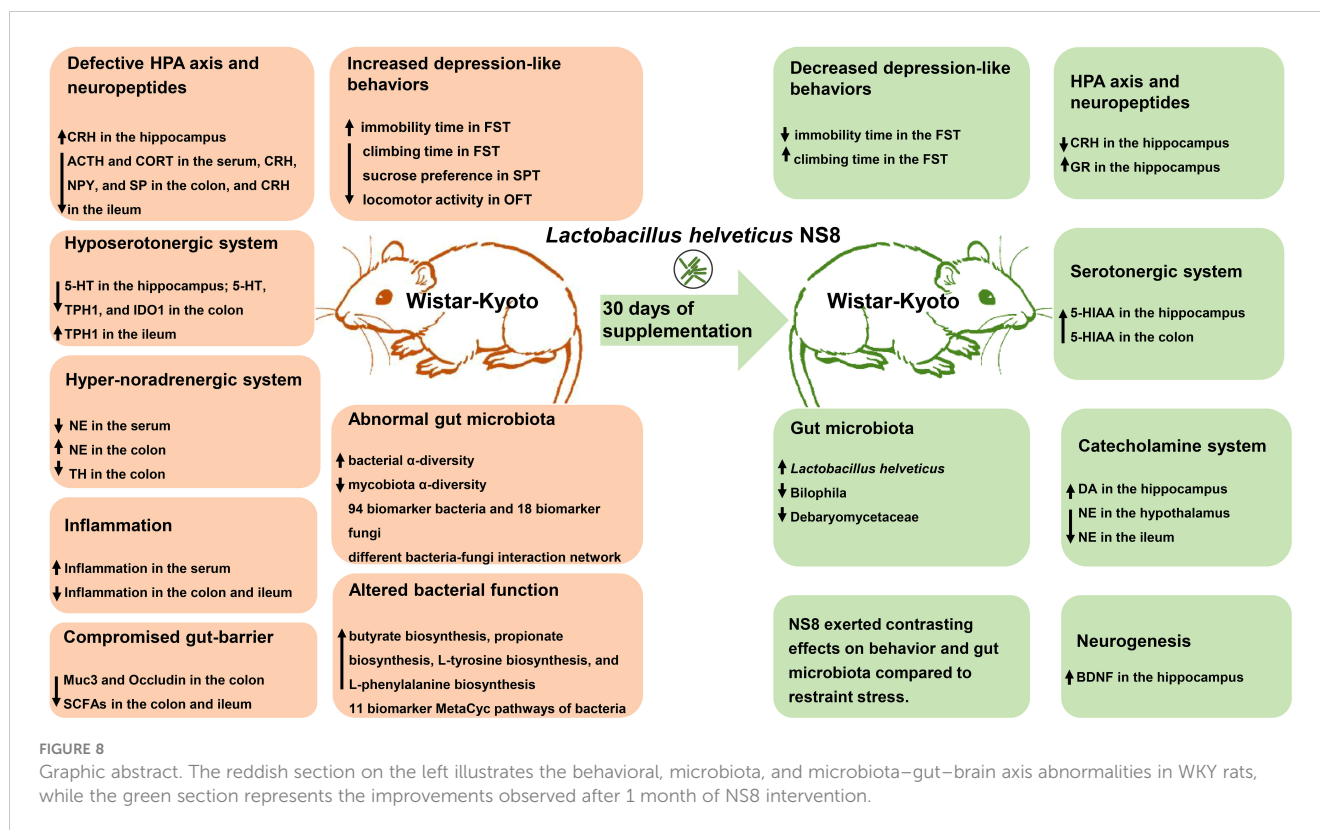 Defective HPA axis and
neuropeptides
↑CRH in the hippocampus
↓ACTH and CORT in the serum, CRH,
NPY, and SP in the colon, and CRH
in the ileum
Increased depression-like
behaviors
↑ immobility time in FST
↓ climbing time in FST
sucrose preference in SPT
locomotor activity in OFT
Decreased depression-like
behaviors
↓ immobility time in the FST
↑ climbing time in the FST
HPA axis and
neuropeptides
↓CRH in the hippocampus
↑GR in the hippocampus
Hyposerotonergic system
↓5-HT in the hippocampus; 5-HT,
TPH1, and IDO1 in the colon
↑TPH1 in the ileum
Lactobacillus helveticus NS8
Wistar-Kyoto
30 days of
supplementation
Wistar-Kyoto
Serotonergic system
↑5-HIAA in the hippocampus
5-HIAA in the colon
Hyper-noradrenergic system
↓ NE in the serum
↑ NE in the colon
↓ TH in the colon
Abnormal gut microbiota
↑ bacterial α-diversity
↓ mycobiota α-diversity
94 biomarker bacteria and 18 biomarker
fungi
different bacteria-fungi interaction network
Gut microbiota
↑ Lactobacillus helveticus
↓ Bilophila
↓ Debaryomycetaceae
Catecholamine system
↑ DA in the hippocampus
↓ NE in the hypothalamus
NE in the ileum
Inflammation
↑ Inflammation in the serum
↓ Inflammation in the colon and ileum
Compromised gut-barrier
↓ Muc3 and Occludin in the colon
SCFAs in the colon and ileum
Altered bacterial function
↑ butyrate biosynthesis, propionate
biosynthesis, L-tyrosine biosynthesis, and
L-phenylalanine biosynthesis
11 biomarker MetaCyc pathways of bacteria
NS8 exerted contrasting
effects on behavior and gut
microbiota compared to
restraint stress.
Neurogenesis
↑BDNF in the hippocampus
FIGURE 8
Graphic abstract. The reddish section on the left illustrates the behavioral, microbiota, and microbiota–gut–brain axis abnormalities in WKY rats,
while the green section represents the improvements observed after 1 month of NS8 intervention.